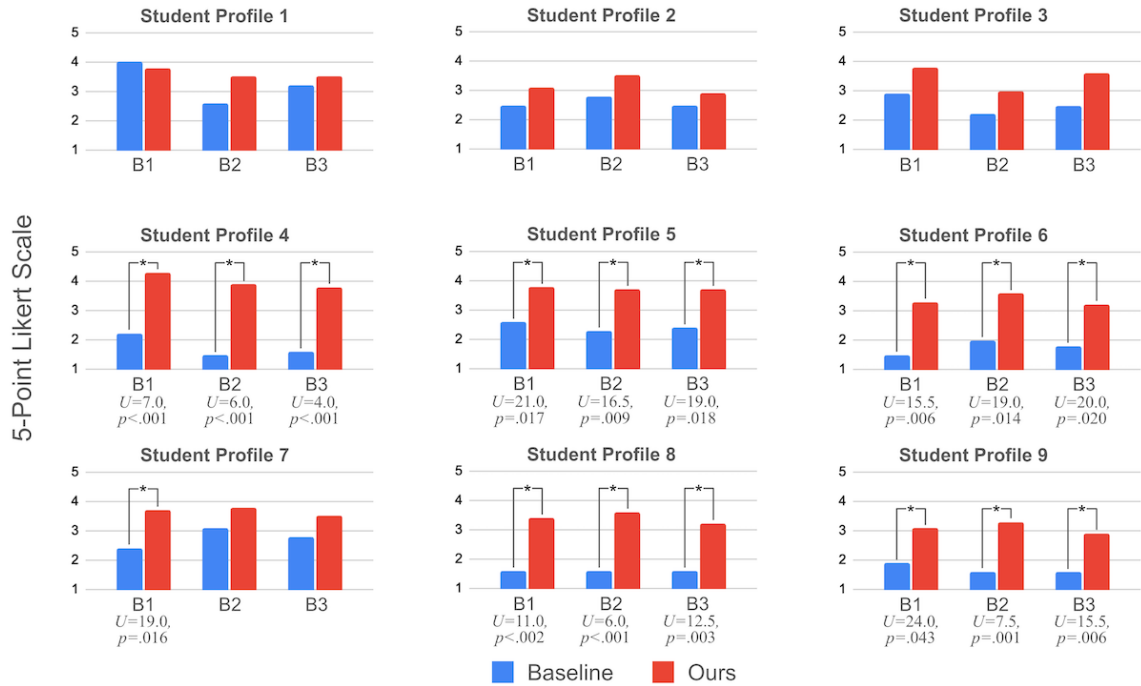 Student Profile 1
5
4
3
2
1
B1 B2 B3
Student Profile 2
5
4
3
2
1
B1 B2 B3
Student Profile 3
5
4
3
2
1
B1 B2 B3
5-Point Likert Scale
Student Profile 4
5
4
3
2
1
* * *
B1 B2 B3
U=7.0, U=6.0, U=4.0,
p<.001 p<.001 p<.001
Student Profile 5
5
4
3
2
1
* * *
B1 B2 B3
U=21.0, U=16.5, U=19.0,
p=.017 p=.009 p=.018
Student Profile 6
5
4
3
2
1
* * *
B1 B2 B3
U=15.5, U=19.0, U=20.0,
p=.006 p=.014 p=.020
Student Profile 7
5
4
3
2
1
*
B1 B2 B3
U=19.0,
p=.016
Student Profile 8
5
4
3
2
1
* * *
B1 B2 B3
U=11.0, U=6.0, U=12.5,
p<.002 p<.001 p=.003
Student Profile 9
5
4
3
2
1
* * *
B1 B2 B3
U=24.0, U=7.5, U=15.5,
p=.043 p=.001 p=.006
Baseline Ours